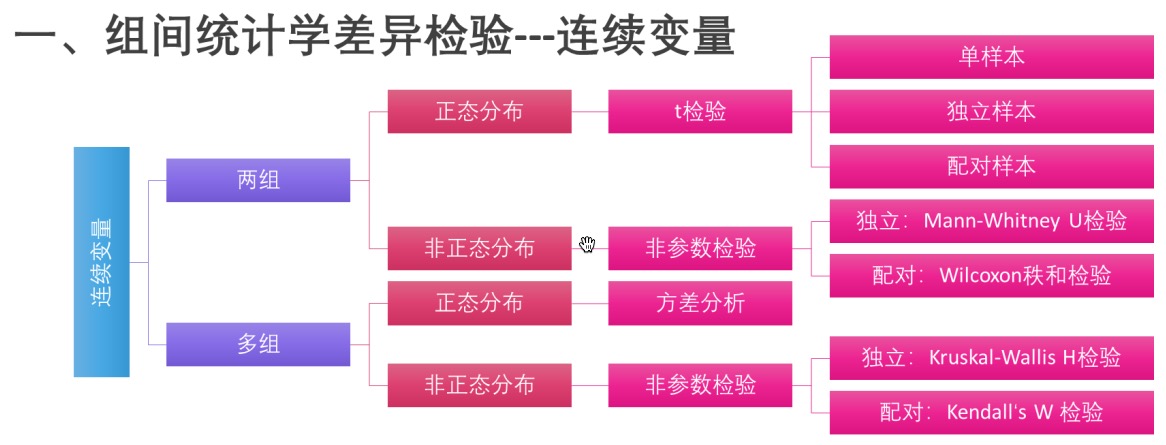 一、组间统计学差异检验---连续变量
连续变量
两组
正态分布
t检验
单样本
独立样本
配对样本
非正态分布
非参数检验
独立：Mann-Whitney U检验
配对：Wilcoxon秩和检验
多组
正态分布
方差分析
非正态分布
非参数检验
独立：Kruskal-Wallis H检验
配对：Kendall‘s W 检验